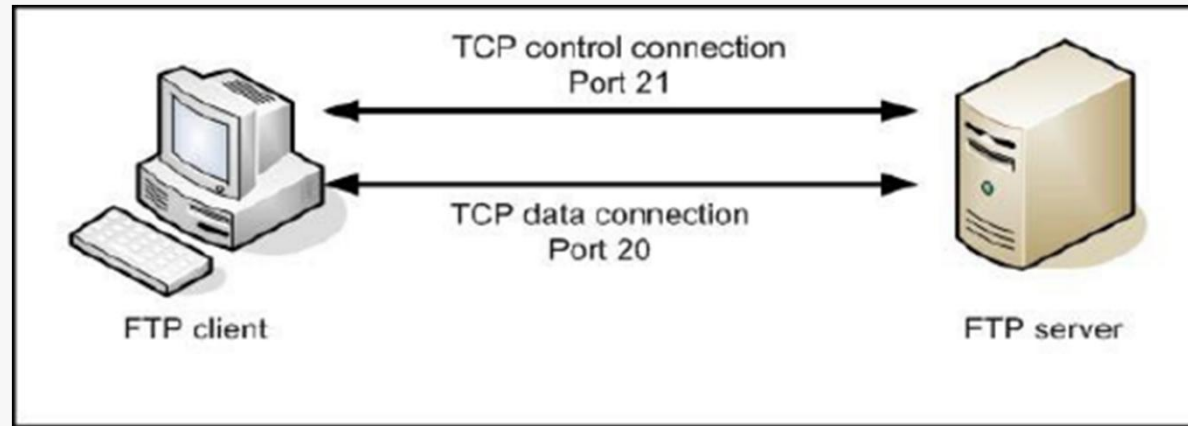 TCP control connection
Port 21
TCP data connection
Port 20
FTP client
FTP server